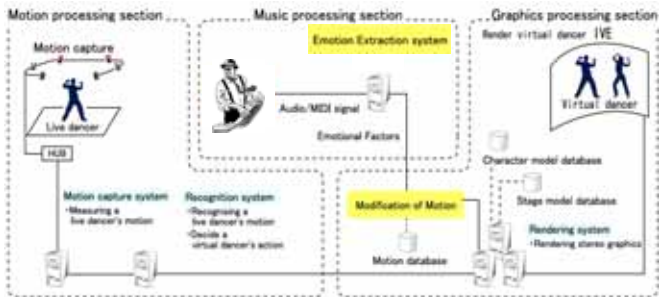 Motion processing section
Motion capture
Live dancer
HUB
Motion capture system
・Measuring a
live dancer's motion
Recognition system
・Recognising a
live dancer's motion
・Decide a
virtual dancer's action
Music processing section
Emotion Extraction system
Audio/MIDI signal
Emotional Factors
Modification of Motion
Motion database
Graphics processing section
Render virtual dancer IVE
Virtual dancer
Character model database
Stage model database
Rendering system
・Rendering stereo graphics